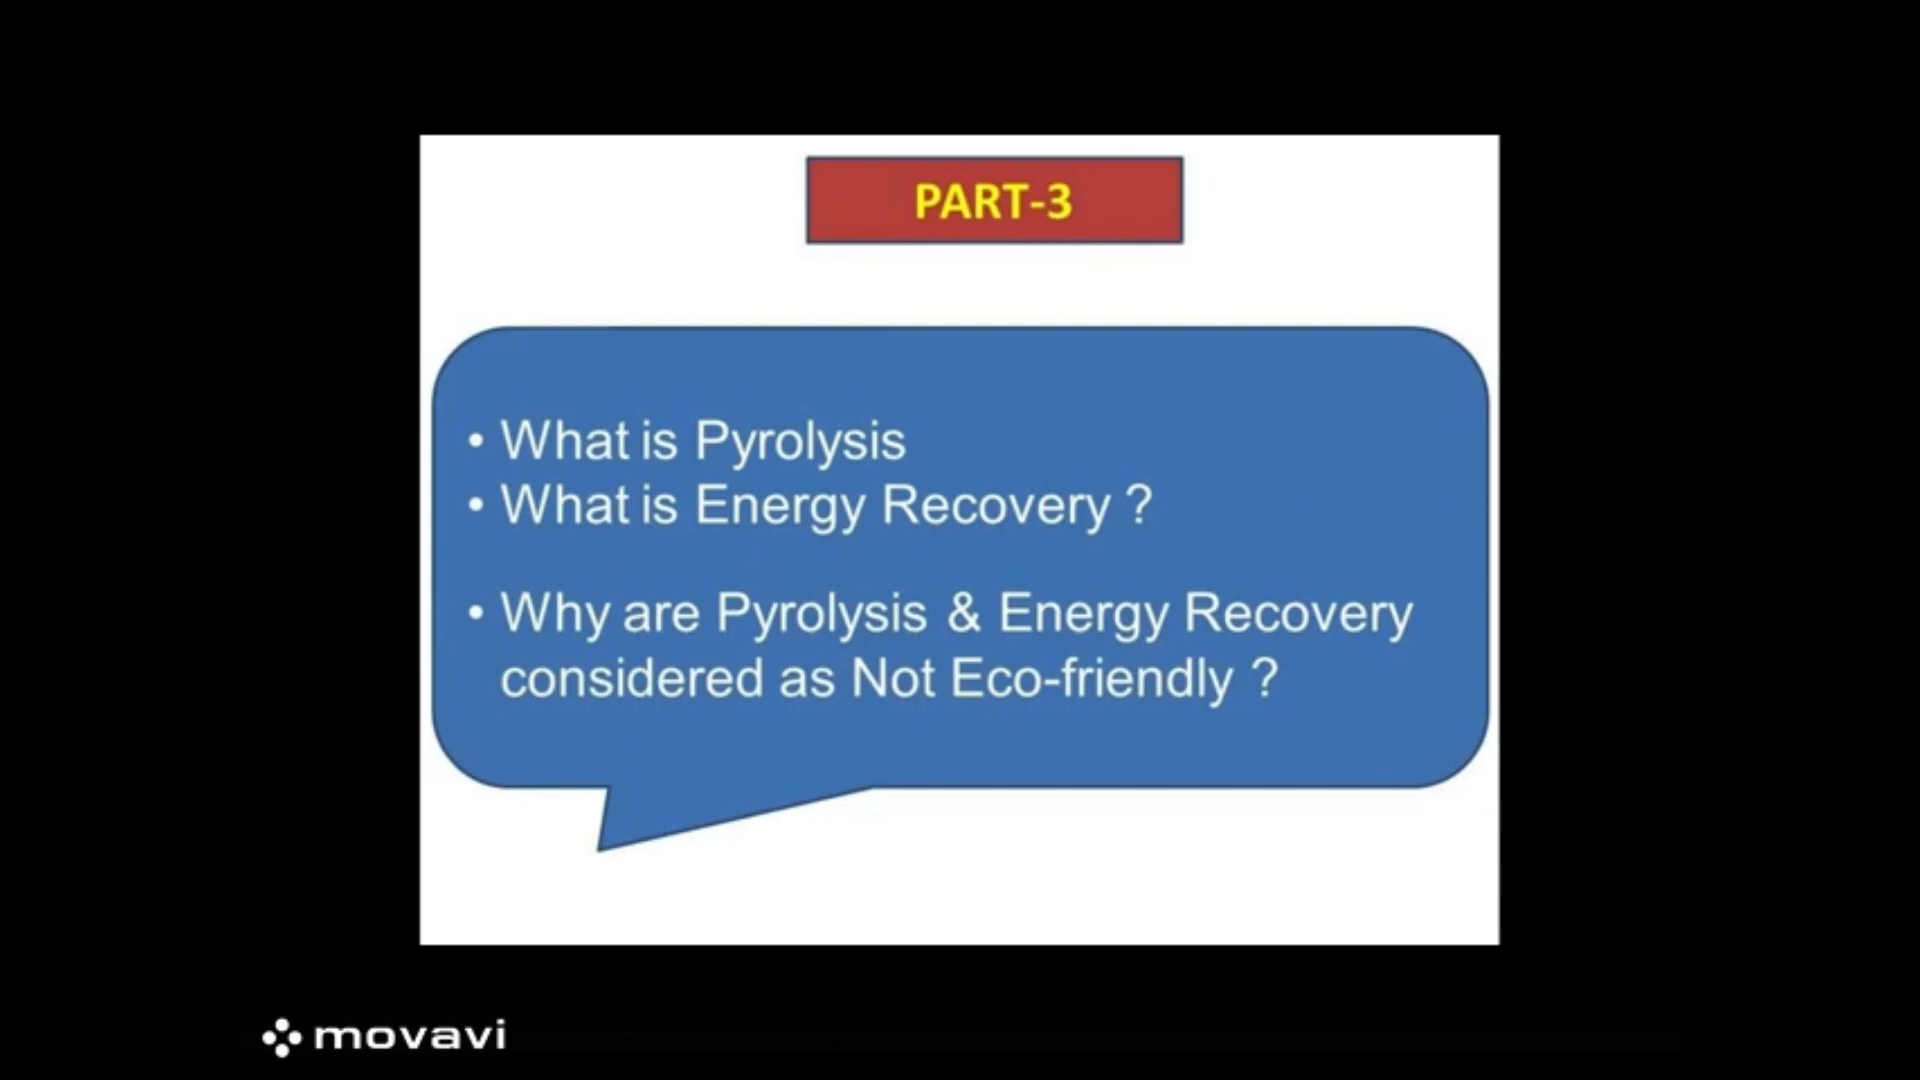 PART-3
• What is Pyrolysis
• What is Energy Recovery ?
• Why are Pyrolysis & Energy Recovery
considered as Not Eco-friendly ?
movavi